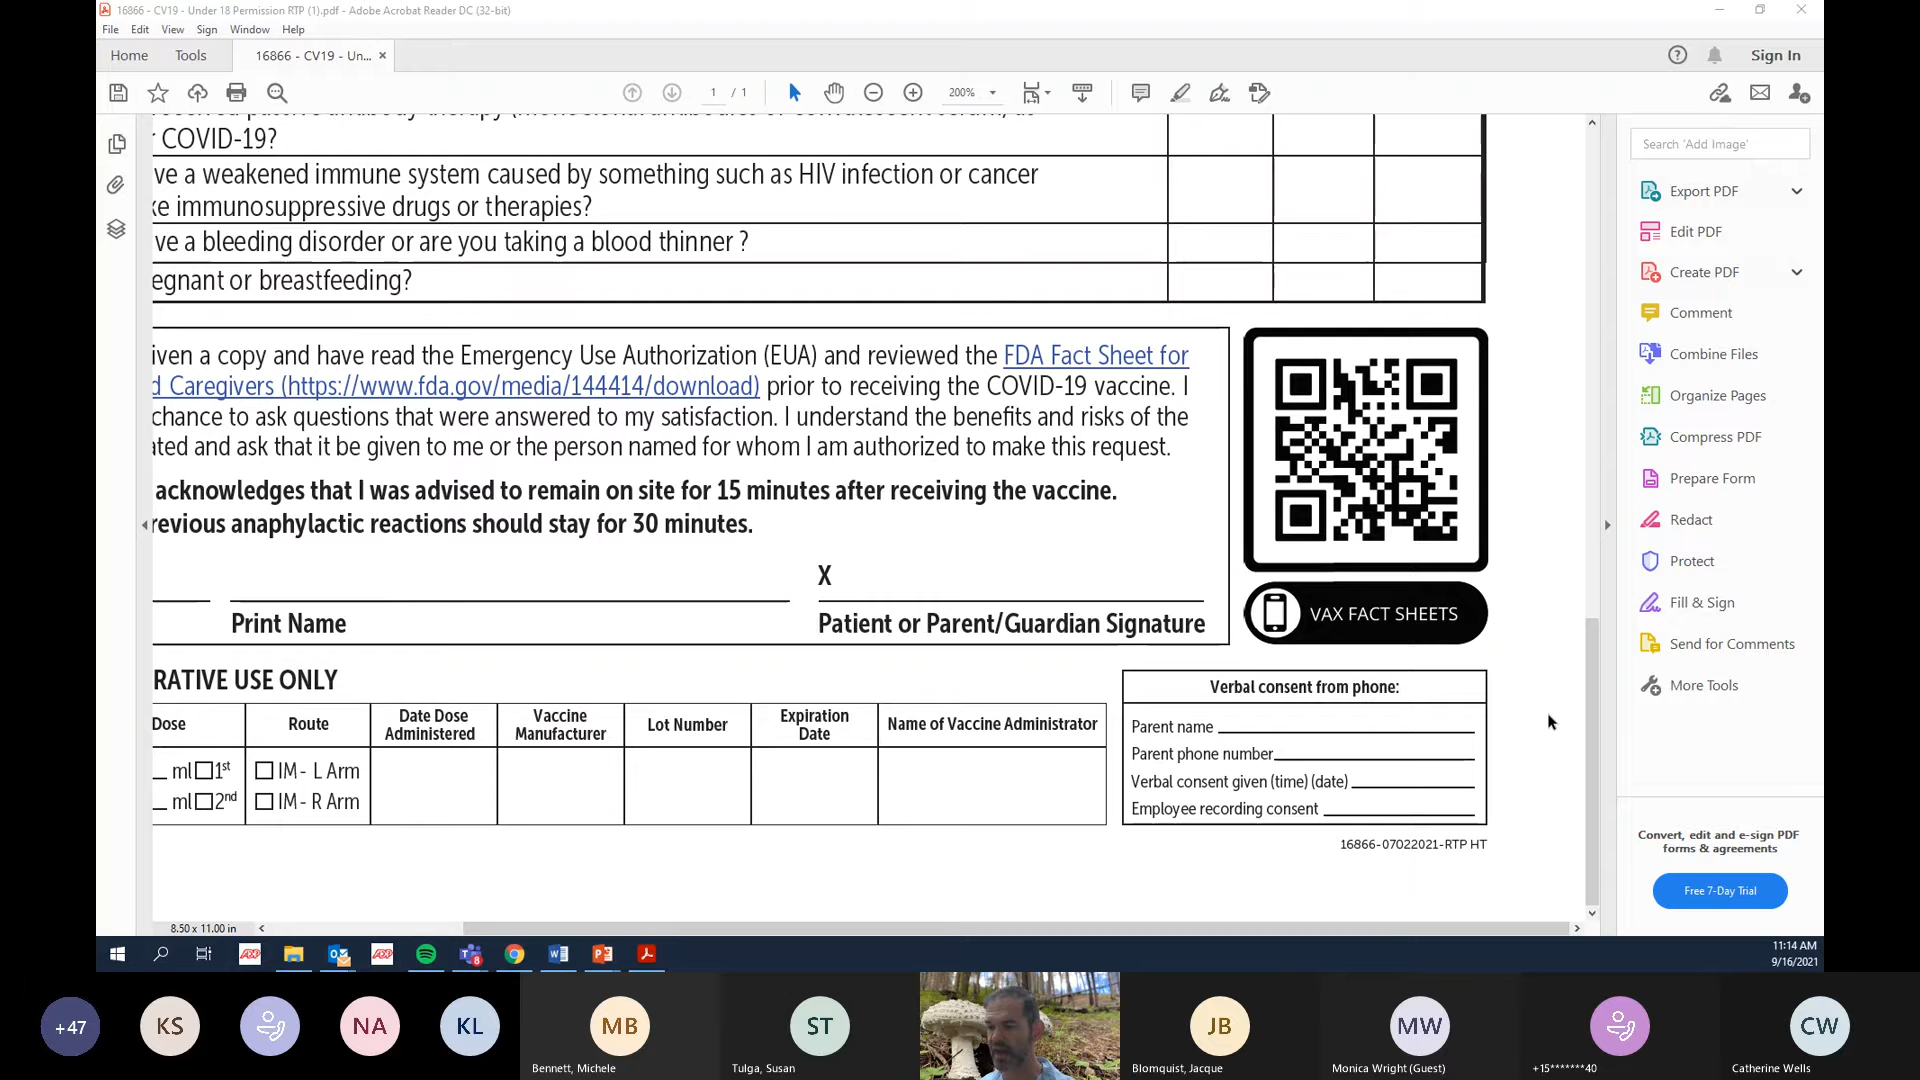 16866 - CV19 - Under 18 Permission RTP (1).pdf - Adobe Acrobat Reader DC (32-bit)
File Edit View Sign Window Help
Home Tools 16866 - CV19 - Un... ×
Sign In
1 / 1 200%
COVID-19?
ve a weakened immune system caused by something such as HIV infection or cancer
ke immunosuppressive drugs or therapies?
ve a bleeding disorder or are you taking a blood thinner ?
egnant or breastfeeding?
iven a copy and have read the Emergency Use Authorization (EUA) and reviewed the FDA Fact Sheet for
d Caregivers (https://www.fda.gov/media/144414/download) prior to receiving the COVID-19 vaccine. I
chance to ask questions that were answered to my satisfaction. I understand the benefits and risks of the
ated and ask that it be given to me or the person named for whom I am authorized to make this request.
acknowledges that I was advised to remain on site for 15 minutes after receiving the vaccine.
revious anaphylactic reactions should stay for 30 minutes.
X
Print Name Patient or Parent/Guardian Signature
VAX FACT SHEETS
RATIVE USE ONLY
Dose Route Date Dose Administered Vaccine Manufacturer Lot Number Expiration Date Name of Vaccine Administrator
ml 1st IM - L Arm
ml 2nd IM - R Arm
Verbal consent from phone:
Parent name
Parent phone number
Verbal consent given (time) (date)
Employee recording consent
16866-07022021-RTP HT
8.50 x 11.00 in
Search 'Add Image'
Export PDF
Edit PDF
Create PDF
Comment
Combine Files
Organize Pages
Compress PDF
Prepare Form
Redact
Protect
Fill & Sign
Send for Comments
More Tools
Convert, edit and e-sign PDF
forms & agreements
Free 7-Day Trial
11:14 AM
9/16/2021
+47 KS NA KL MB ST JB MW CW
Bennett, Michele Tulga, Susan Blomquist, Jacque Monica Wright (Guest) +15*******40 Catherine Wells